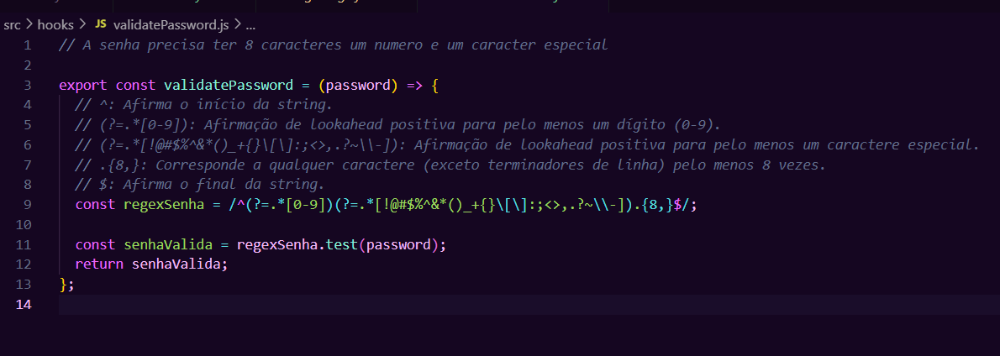 src > hooks > JS validatePassword.js > ...
1 // A senha precisa ter 8 caracteres um numero e um caracter especial
2
3 export const validatePassword = (password) => {
4 // ^: Afirma o início da string.
5 // (?=.*[0-9]): Afirmação de lookahead positiva para pelo menos um dígito (0-9).
6 // (?=.*[!@#$%^&*()_+{}\[\]:;<>,.?~\\-]): Afirmação de lookahead positiva para pelo menos um caractere especial.
7 // .{8,}: Corresponde a qualquer caractere (exceto terminadores de linha) pelo menos 8 vezes.
8 // $: Afirma o final da string.
9 const regexSenha = /^(?=.*[0-9])(?=.*[!@#$%^&*()_+{}\[\]:;<>,.?~\\-]).{8,}$/;
10
11 const senhaValida = regexSenha.test(password);
12 return senhaValida;
13 };
14